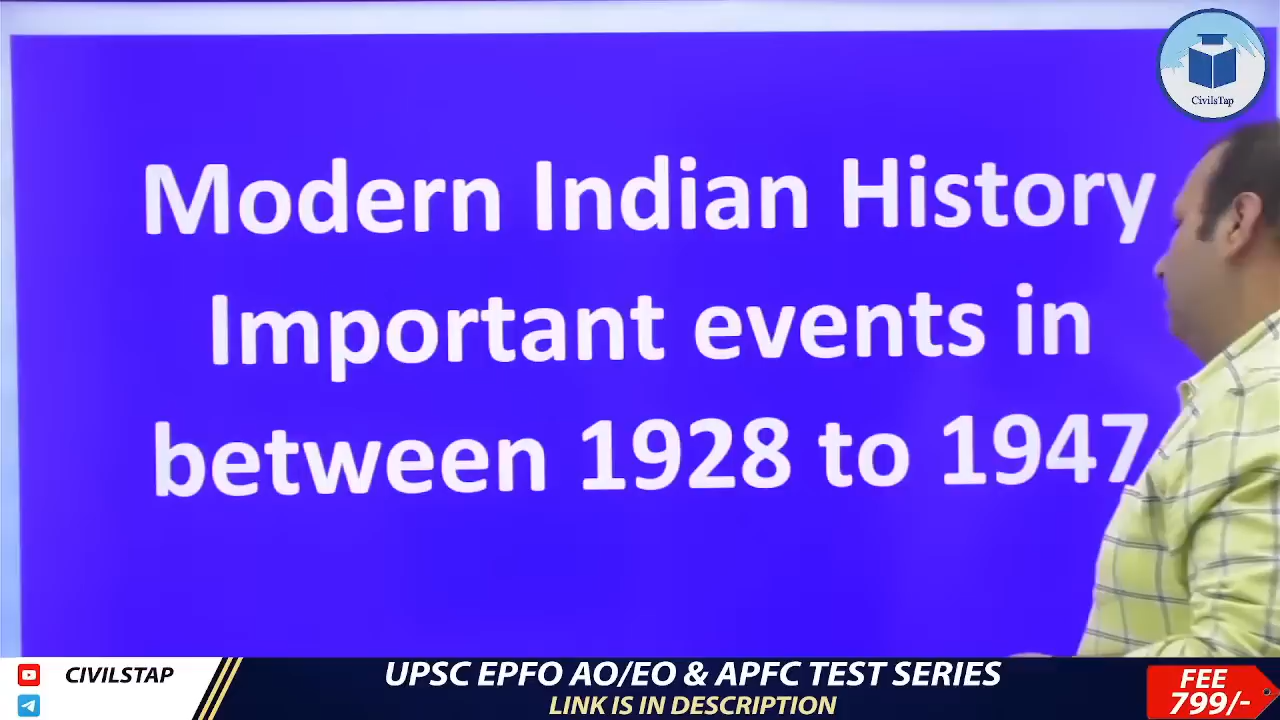 CivilsTap
Modern Indian History
Important events in
between 1928 to 1947
CIVILSTAP
UPSC EPFO AO/EO & APFC TEST SERIES
LINK IS IN DESCRIPTION
FEE
799/-